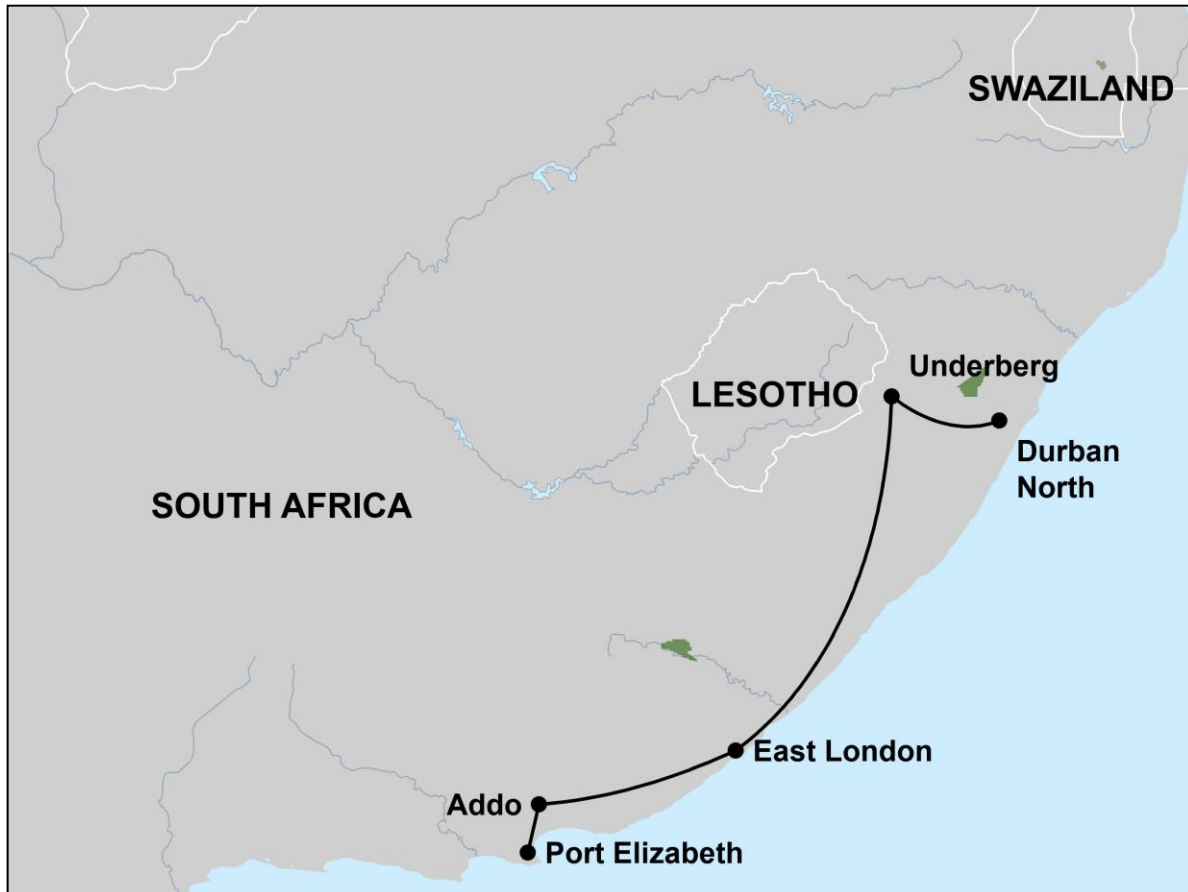 SWAZILAND
Underberg
LESOTHO
Durban
North
SOUTH AFRICA
East London
Addo
Port Elizabeth